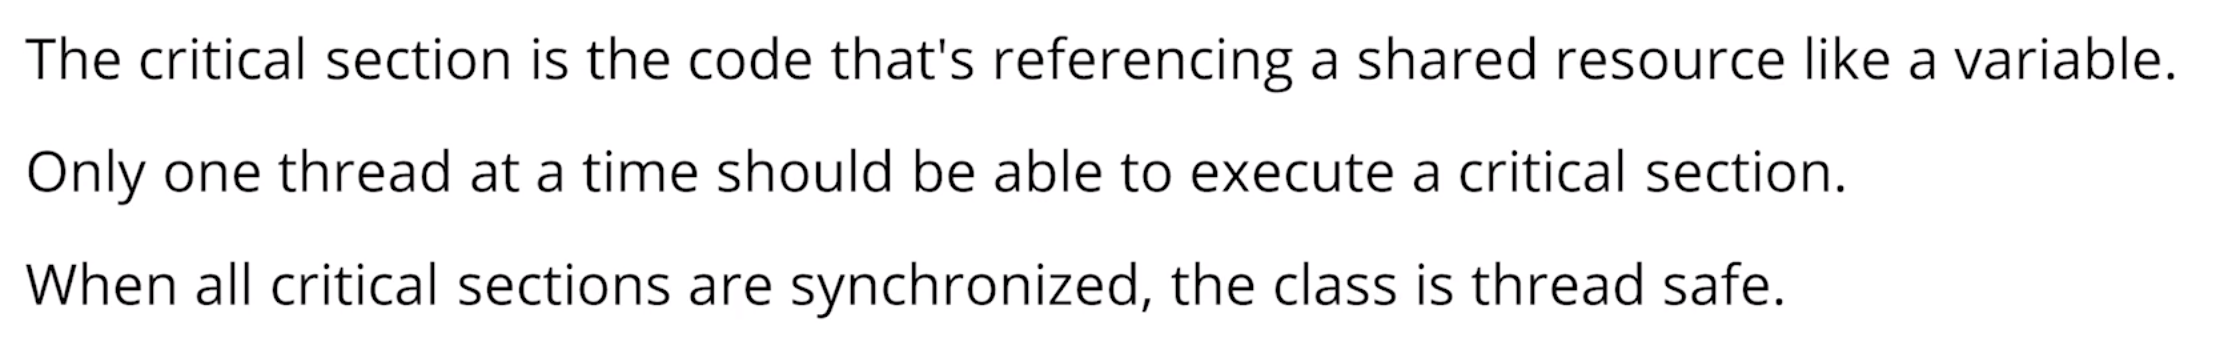 The critical section is the code that's referencing a shared resource like a variable.
Only one thread at a time should be able to execute a critical section.
When all critical sections are synchronized, the class is thread safe.